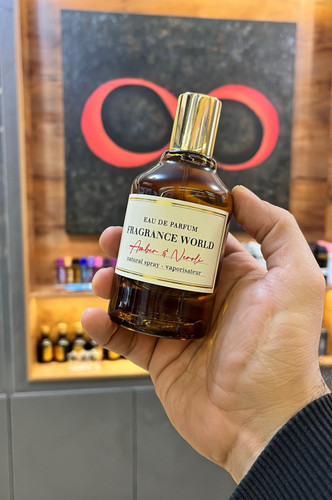 EAU DE PARFUM
FRAGRANCE WORLD
Amber & Neroli
natural spray - vaporisateur